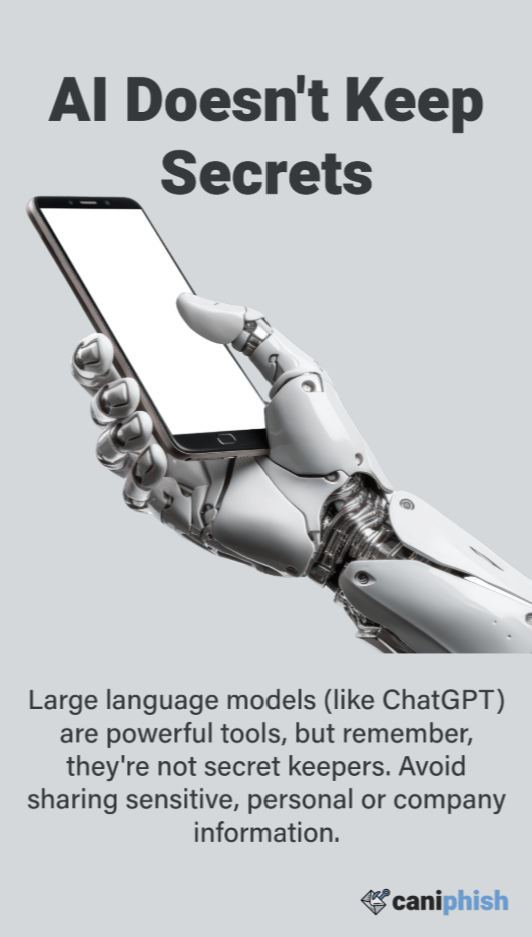 AI Doesn't Keep
Secrets
Large language models (like ChatGPT)
are powerful tools, but remember,
they're not secret keepers. Avoid
sharing sensitive, personal or company
information.
caniphish